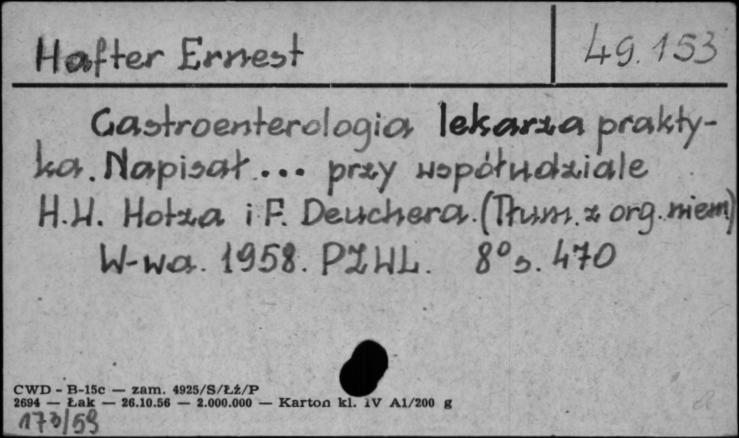 Hafter Ernest
49.153
Gastroenterologia lekarza prakty-
ka. Napisał ... przy współudziale
H.U. Hotza i F. Deuchera. (Tłum. z org. niem)
W-wa. 1958. PZWL. 8° s. 470
CWD - B-15c — zam. 4925/S/Łż/P
2694 — Łak — 26.10.56 — 2.000.000 — Karton kl. IV A1/200 g
173/59